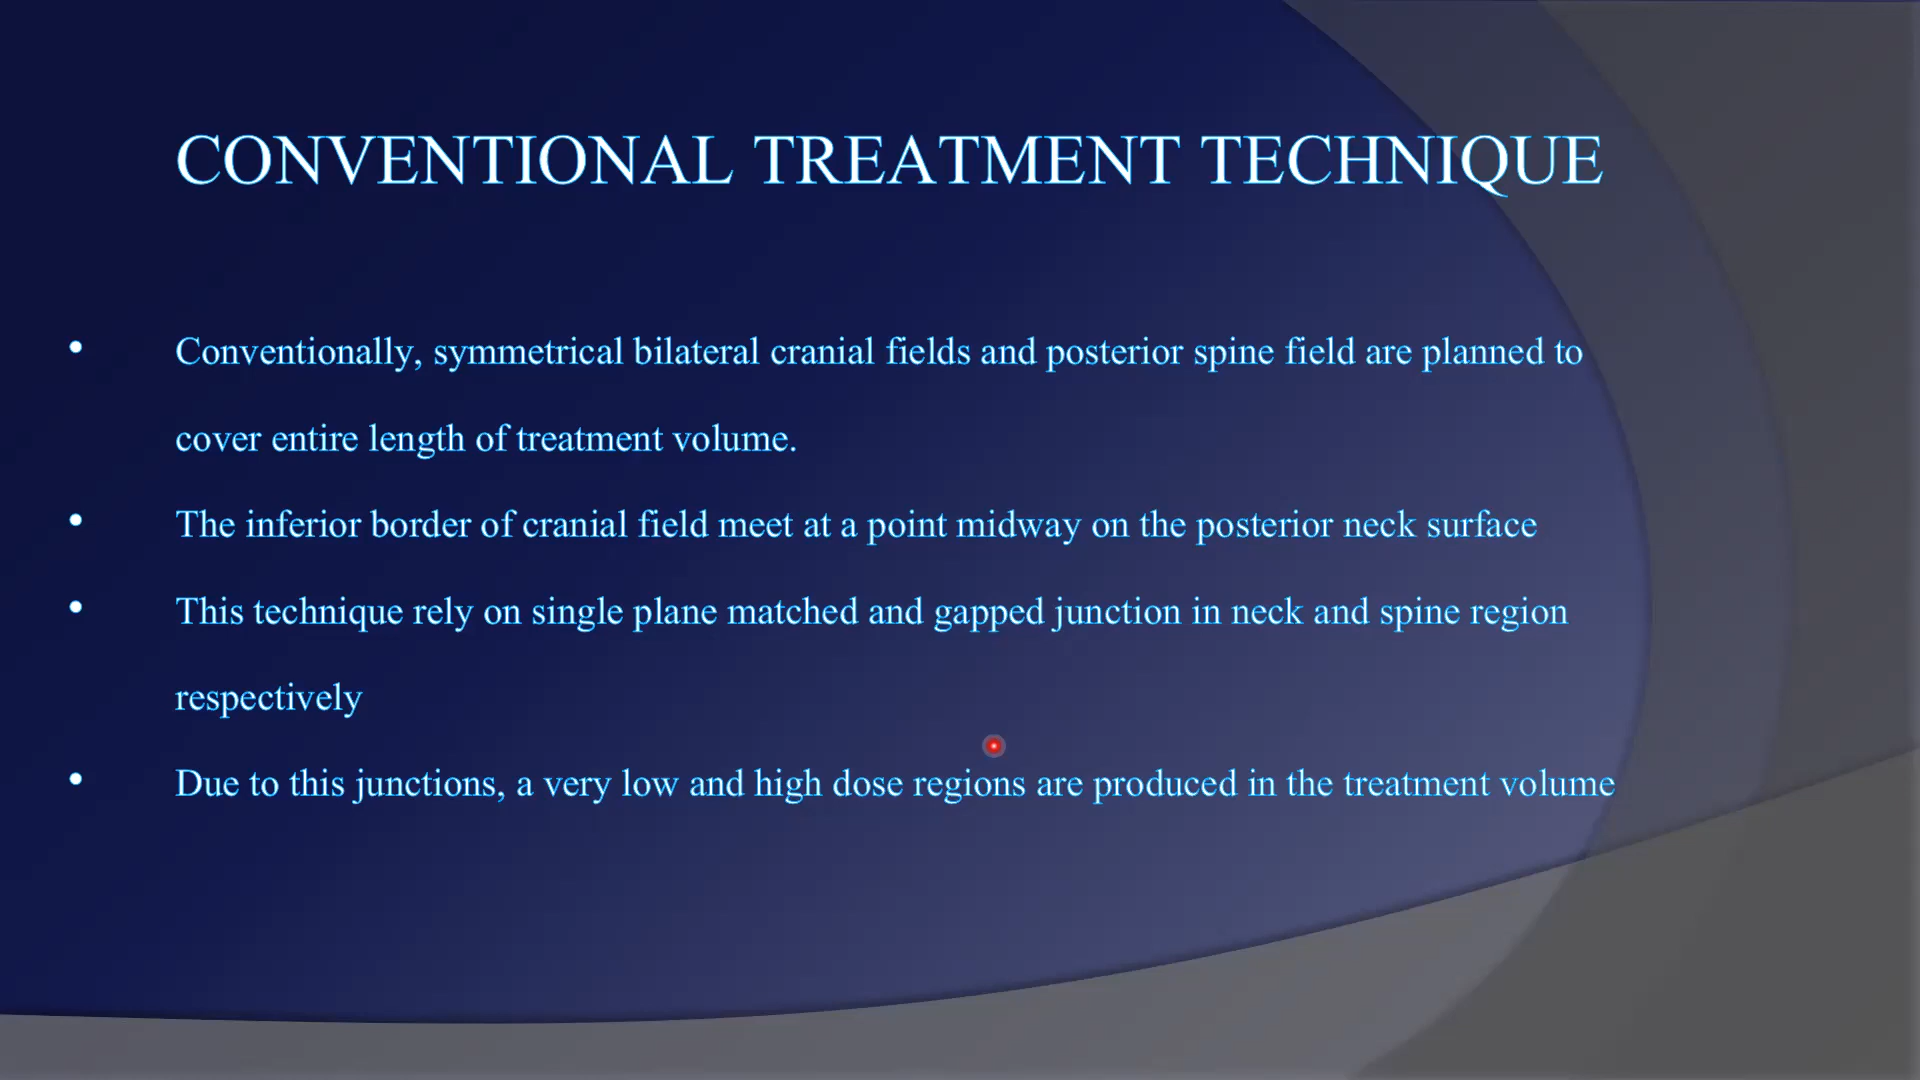 CONVENTIONAL TREATMENT TECHNIQUE
• Conventionally, symmetrical bilateral cranial fields and posterior spine field are planned to
cover entire length of treatment volume.
• The inferior border of cranial field meet at a point midway on the posterior neck surface
• This technique rely on single plane matched and gapped junction in neck and spine region
respectively
• Due to this junctions, a very low and high dose regions are produced in the treatment volume